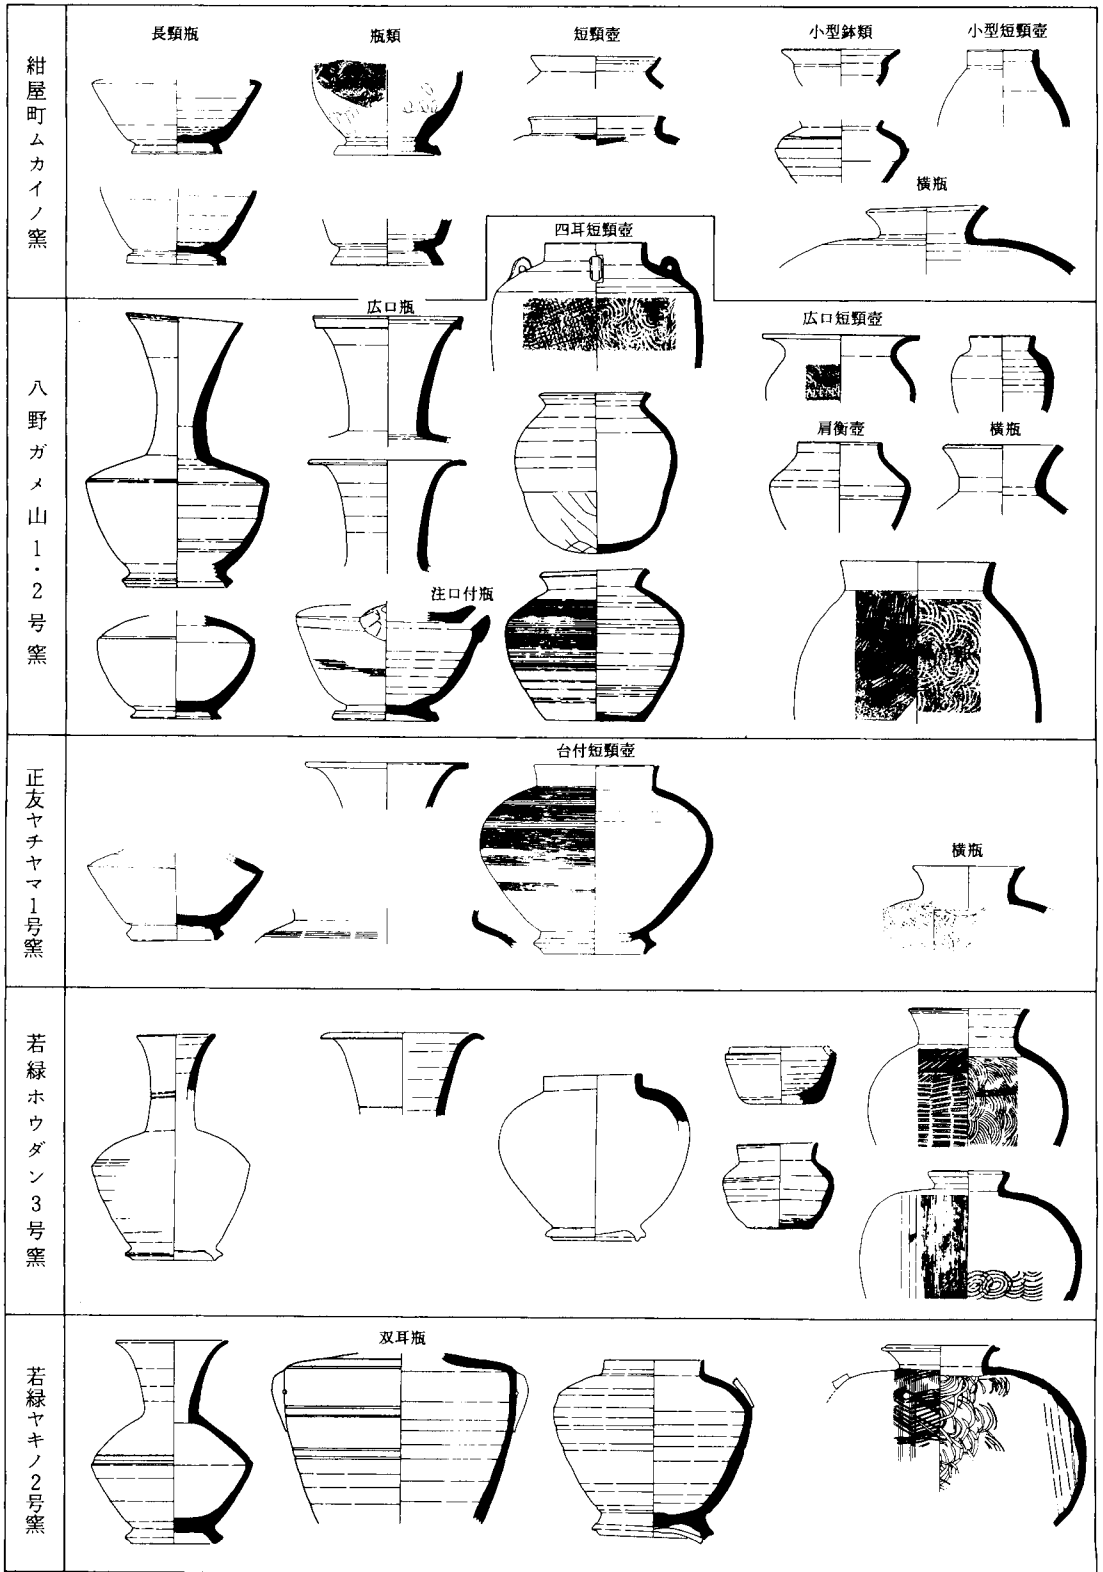 紺屋町ムカイノ窯
長頸瓶
瓶類
短頸壺
小型鉢類
小型短頸壺
横瓶
四耳短頸壺
八野ガメ山1・2号窯
広口瓶
広口短頸壺
肩衝壺
横瓶
注口付瓶
正友ヤチヤマ1号窯
台付短頸壺
横瓶
若緑ホウダン3号窯
若緑ヤキノ2号窯
双耳瓶